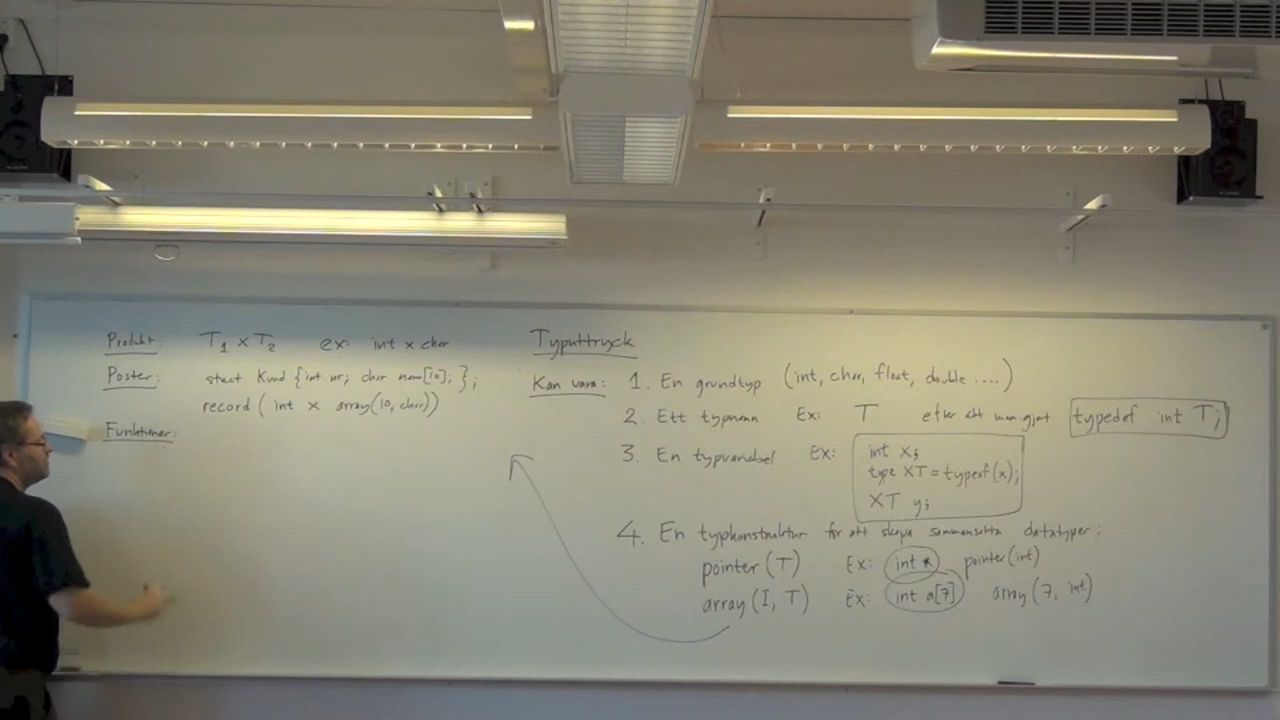 Typuttryck
Kan vara: 1. En grundtyp (int, char, float, double ....)
2. Ett typnamn Ex: T efter att man gjort typedef int T;
3. En typvariabel Ex: int x;
type XT = typeof(x);
XT y;
4. En typkonstruktor för att skapa sammansatta datatyper:
pointer (T) Ex: int * pointer(int)
array (I, T) Ex: int a[7] array (7, int)
Produkt: T1 × T2 ex: int × char
Poster: struct Kund {int nr; char namn[10]; };
record ( int × array(10, char))
Funktioner: